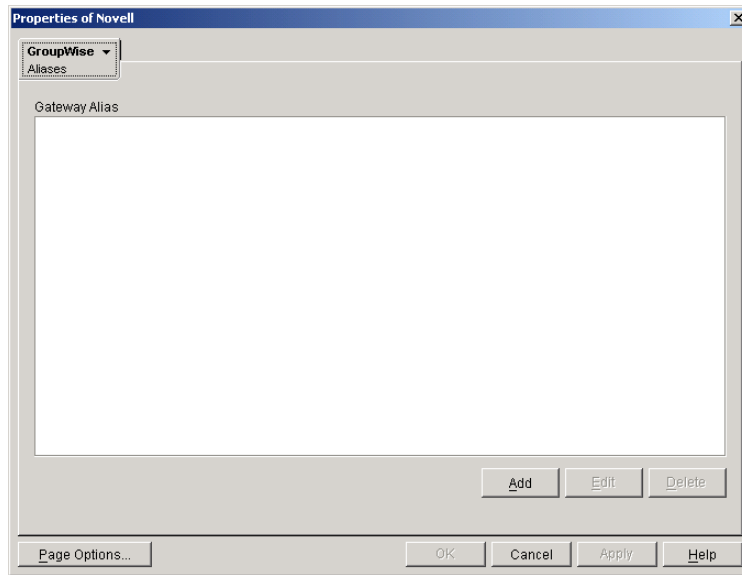 Properties of Novell
GroupWise
Aliases
Gateway Alias
Add Edit Delete
Page Options... OK Cancel Apply Help